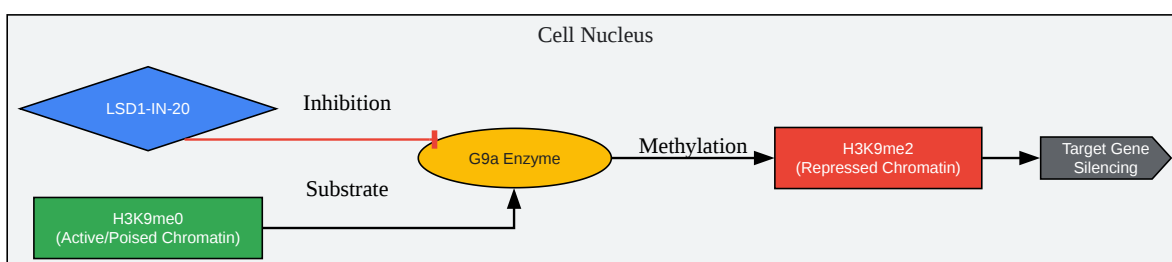 Cell Nucleus
LSD1-IN-20
Inhibition
G9a Enzyme
Methylation
H3K9me2
(Repressed Chromatin)
Target Gene
Silencing
Substrate
H3K9me0
(Active/Poised Chromatin)